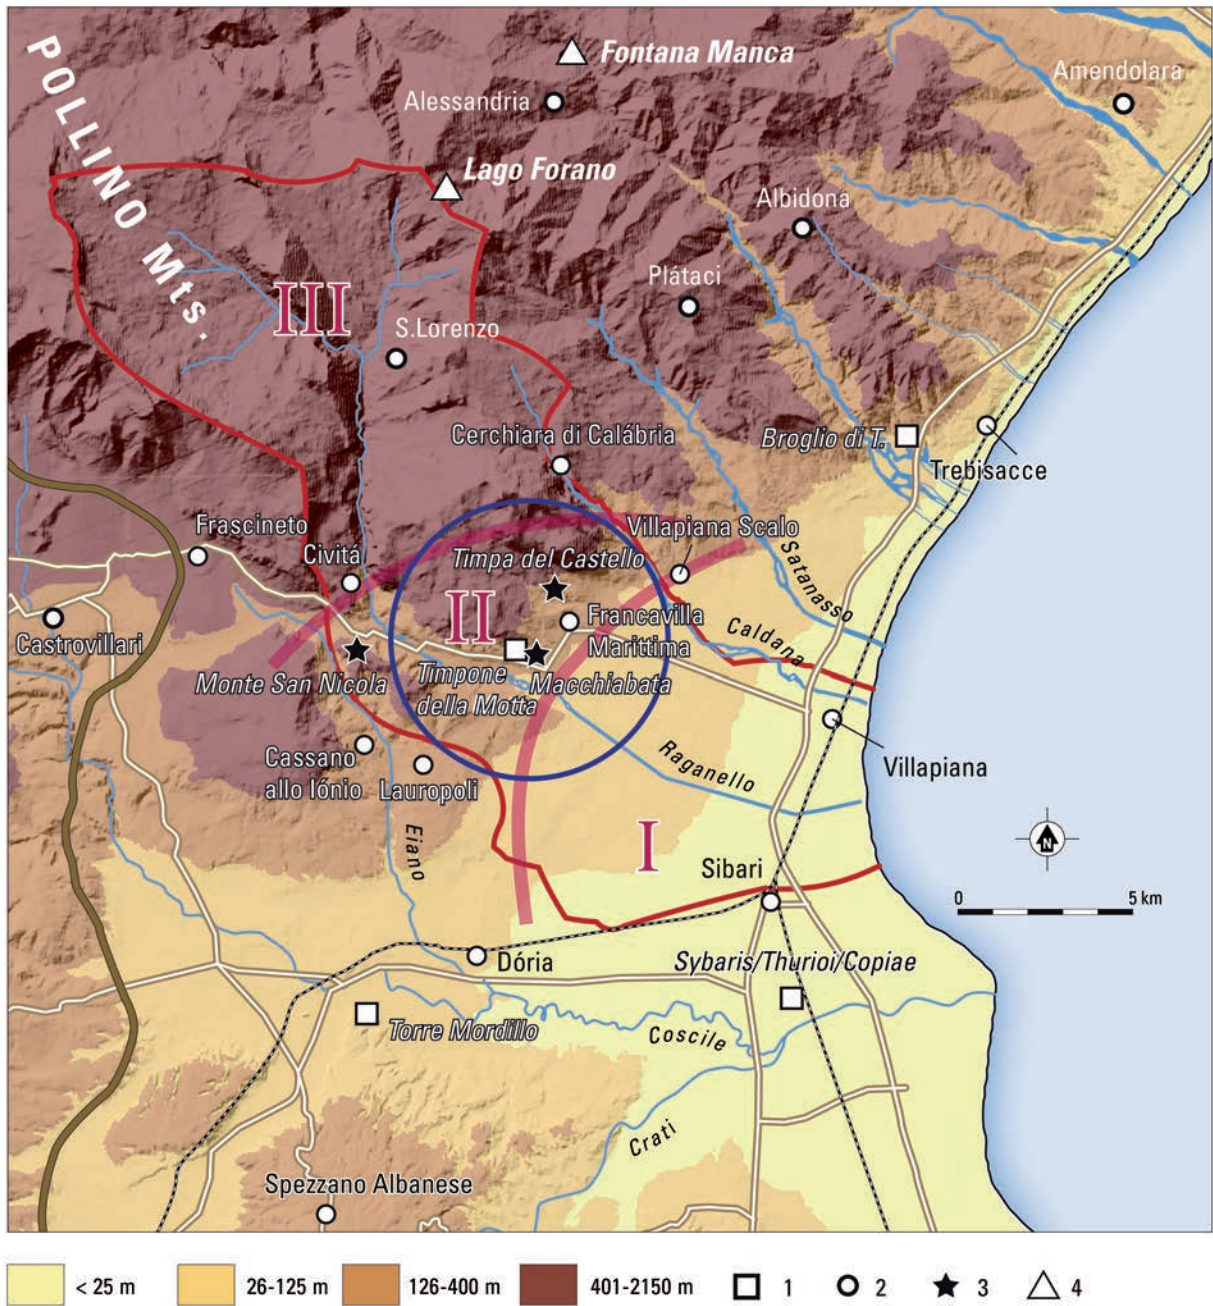 POLLINO Mts.
Fontana Manca
Alessandria
Amendolara
Lago Forano
Albidona
Plátaci
III
S.Lorenzo
Cerchiara di Calábria
Broglio di T.
Trebisacce
Frascineto
Civitá
Villapiana Scalo
Timpa del Castello
Satanasso
II
Francavilla
Marittima
Castrovillari
Caldana
Monte San Nicola
Timpone
della Motta
Macchiabata
Cassano
allo Iónio
Lauropoli
Raganello
Villapiana
Eiano
I
N
Sibari
0 5 km
Dória
Sybaris/Thurioi/Copiae
Torre Mordillo
Coscile
Crati
Spezzano Albanese
< 25 m 26-125 m 126-400 m 401-2150 m 1 2 3 4